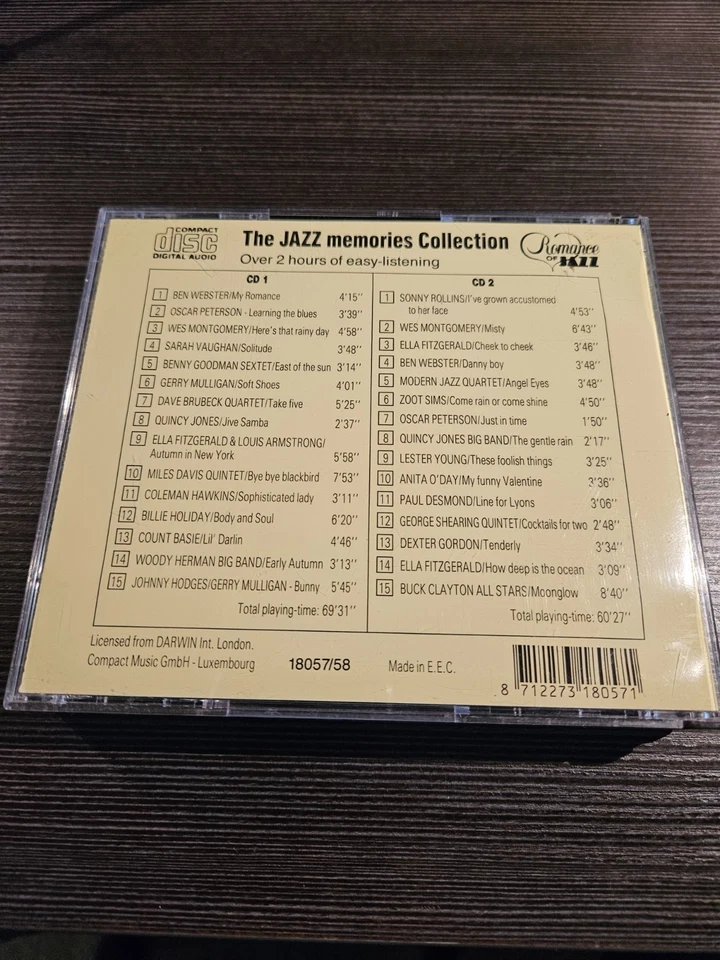 COMPACT
disc
DIGITAL AUDIO
The JAZZ memories Collection
Over 2 hours of easy-listening
Romance
OF JAZZ
CD 1
1 BEN WEBSTER/My Romance 4'15''
2 OSCAR PETERSON - Learning the blues 3'39''
3 WES MONTGOMERY/Here's that rainy day 4'58''
4 SARAH VAUGHAN/Solitude 3'48''
5 BENNY GOODMAN SEXTET/East of the sun 3'14''
6 GERRY MULLIGAN/Soft Shoes 4'01''
7 DAVE BRUBECK QUARTET/Take five 5'25''
8 QUINCY JONES/Jive Samba 2'37''
9 ELLA FITZGERALD & LOUIS ARMSTRONG/
Autumn in New York 5'58''
10 MILES DAVIS QUINTET/Bye bye blackbird 7'53''
11 COLEMAN HAWKINS/Sophisticated lady 3'11''
12 BILLIE HOLIDAY/Body and Soul 6'20''
13 COUNT BASIE/Lil' Darlin 4'46''
14 WOODY HERMAN BIG BAND/Early Autumn 3'13''
15 JOHNNY HODGES/GERRY MULLIGAN - Bunny 5'45''
Total playing-time: 69'31''
CD 2
1 SONNY ROLLINS/I've grown accustomed
to her face 4'53''
2 WES MONTGOMERY/Misty 6'43''
3 ELLA FITZGERALD/Cheek to cheek 3'46''
4 BEN WEBSTER/Danny boy 3'48''
5 MODERN JAZZ QUARTET/Angel Eyes 3'48''
6 ZOOT SIMS/Come rain or come shine 4'50''
7 OSCAR PETERSON/Just in time 1'50''
8 QUINCY JONES BIG BAND/The gentle rain 2'17''
9 LESTER YOUNG/These foolish things 3'25''
10 ANITA O'DAY/My funny Valentine 3'36''
11 PAUL DESMOND/Line for Lyons 3'06''
12 GEORGE SHEARING QUINTET/Cocktails for two 2'48''
13 DEXTER GORDON/Tenderly 3'34''
14 ELLA FITZGERALD/How deep is the ocean 3'09''
15 BUCK CLAYTON ALL STARS/Moonglow 8'40''
Total playing-time: 60'27''
Licensed from DARWIN Int. London.
Compact Music GmbH - Luxembourg
18057/58
Made in E.E.C.
8 712273 180571